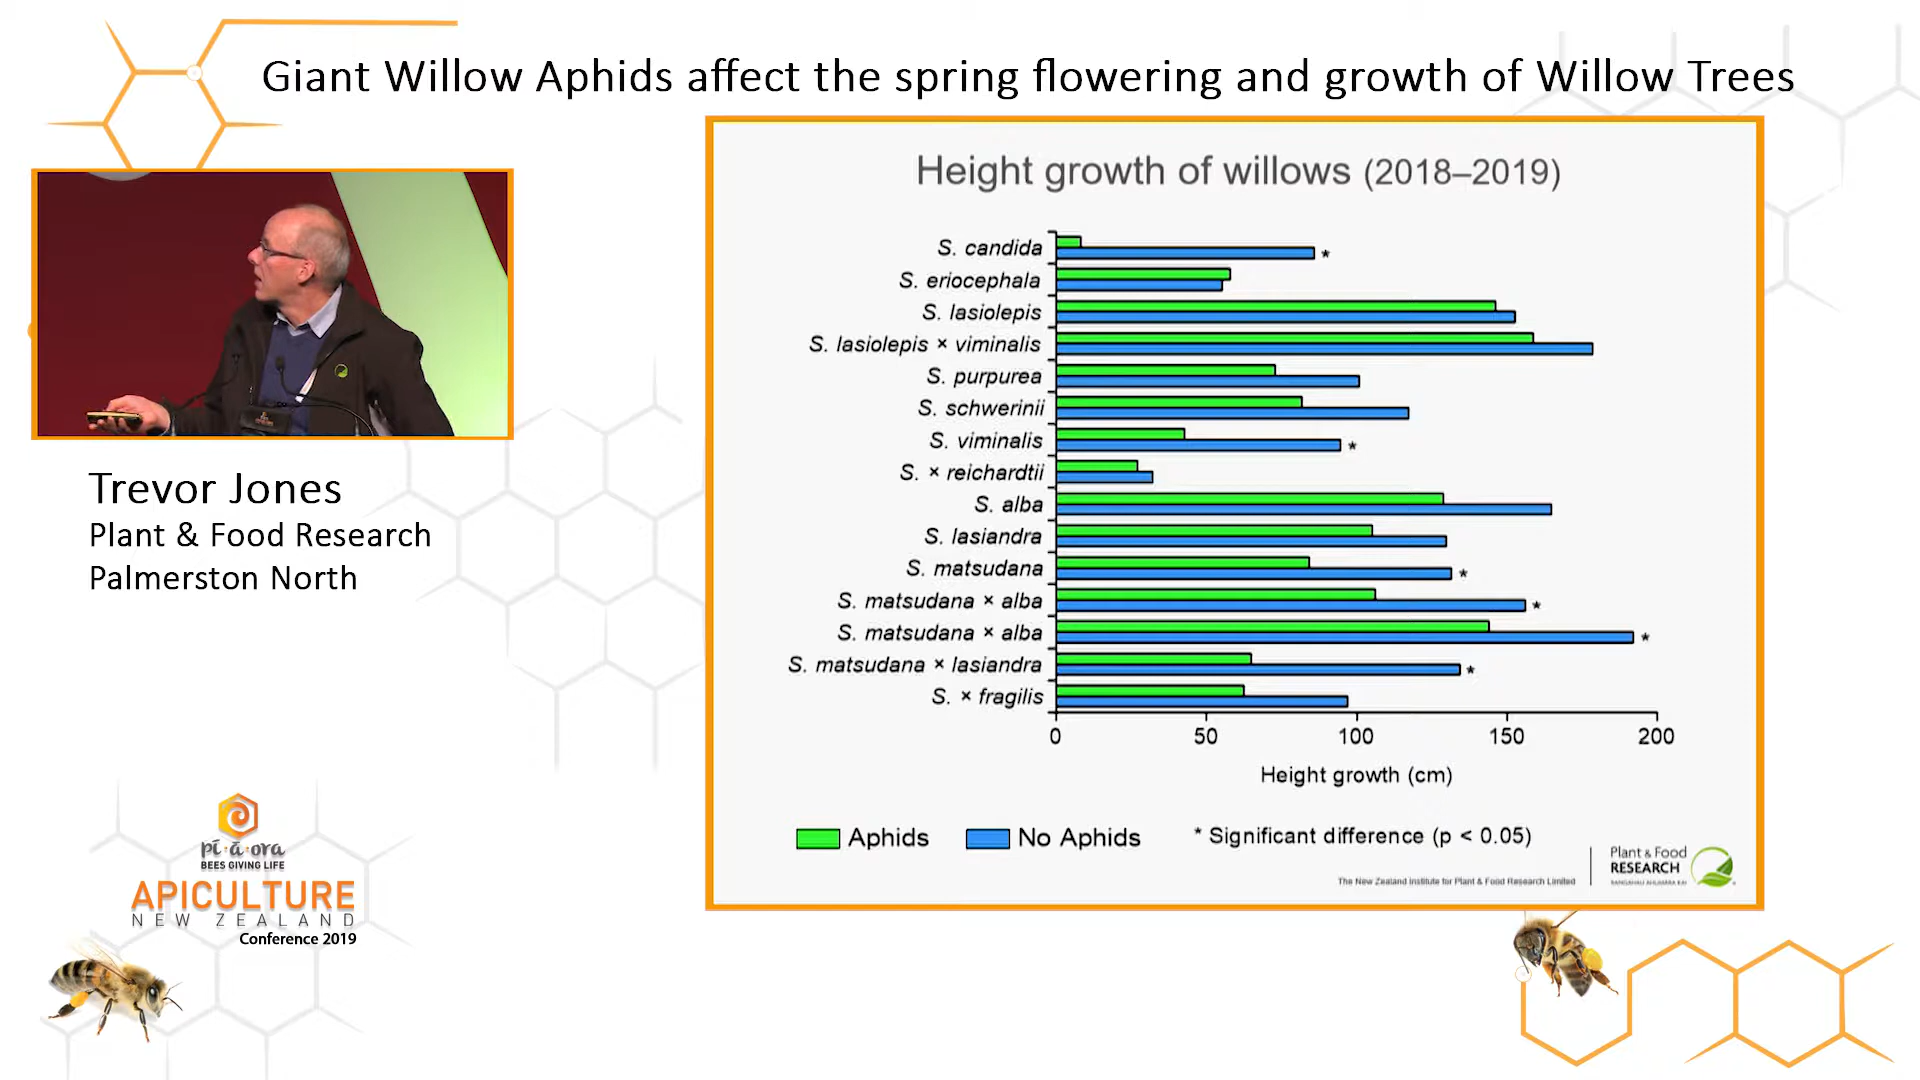 Giant Willow Aphids affect the spring flowering and growth of Willow Trees
Height growth of willows (2018–2019)
S. candida
*
S. eriocephala
S. lasiolepis
S. lasiolepis × viminalis
S. purpurea
S. schwerinii
S. viminalis
*
S. × reichardtii
S. alba
S. lasiandra
S. matsudana
*
S. matsudana × alba
*
S. matsudana × alba
*
S. matsudana × lasiandra
*
S. × fragilis
0 50 100 150 200
Height growth (cm)
Aphids No Aphids * Significant difference (p < 0.05)
The New Zealand Institute for Plant & Food Research Limited
Plant & Food
RESEARCH
RANGAHAU AHUMĀRA KAI
Trevor Jones
Plant & Food Research
Palmerston North
pī·ā·ora
BEES GIVING LIFE
APICULTURE
NEW ZEALAND
Conference 2019